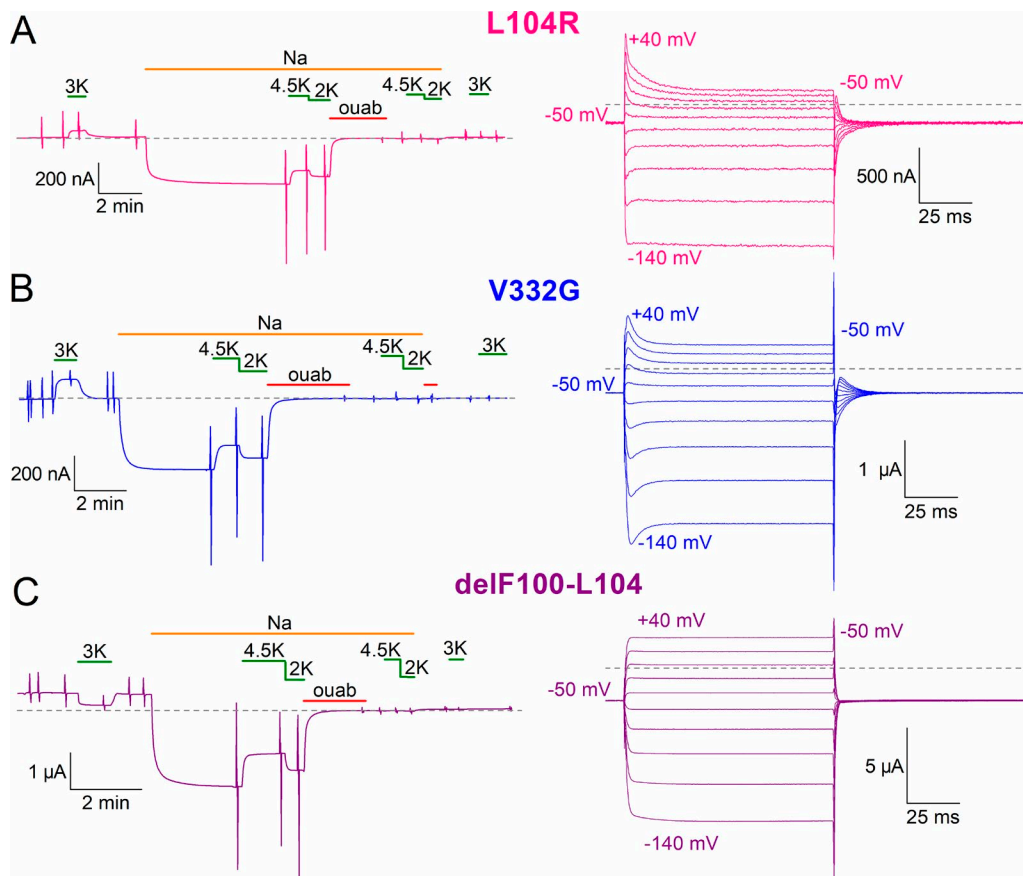 A
L104R
Na
3K
4.5K
2K
ouab
4.5K
2K
3K
200 nA
2 min
+40 mV
-50 mV
-50 mV
-140 mV
500 nA
25 ms
B
V332G
Na
3K
4.5K
2K
ouab
4.5K
2K
3K
200 nA
2 min
+40 mV
-50 mV
-50 mV
-140 mV
1 µA
25 ms
C
delF100-L104
Na
3K
4.5K
2K
ouab
4.5K
2K
3K
1 µA
2 min
+40 mV
-50 mV
-50 mV
-140 mV
5 µA
25 ms